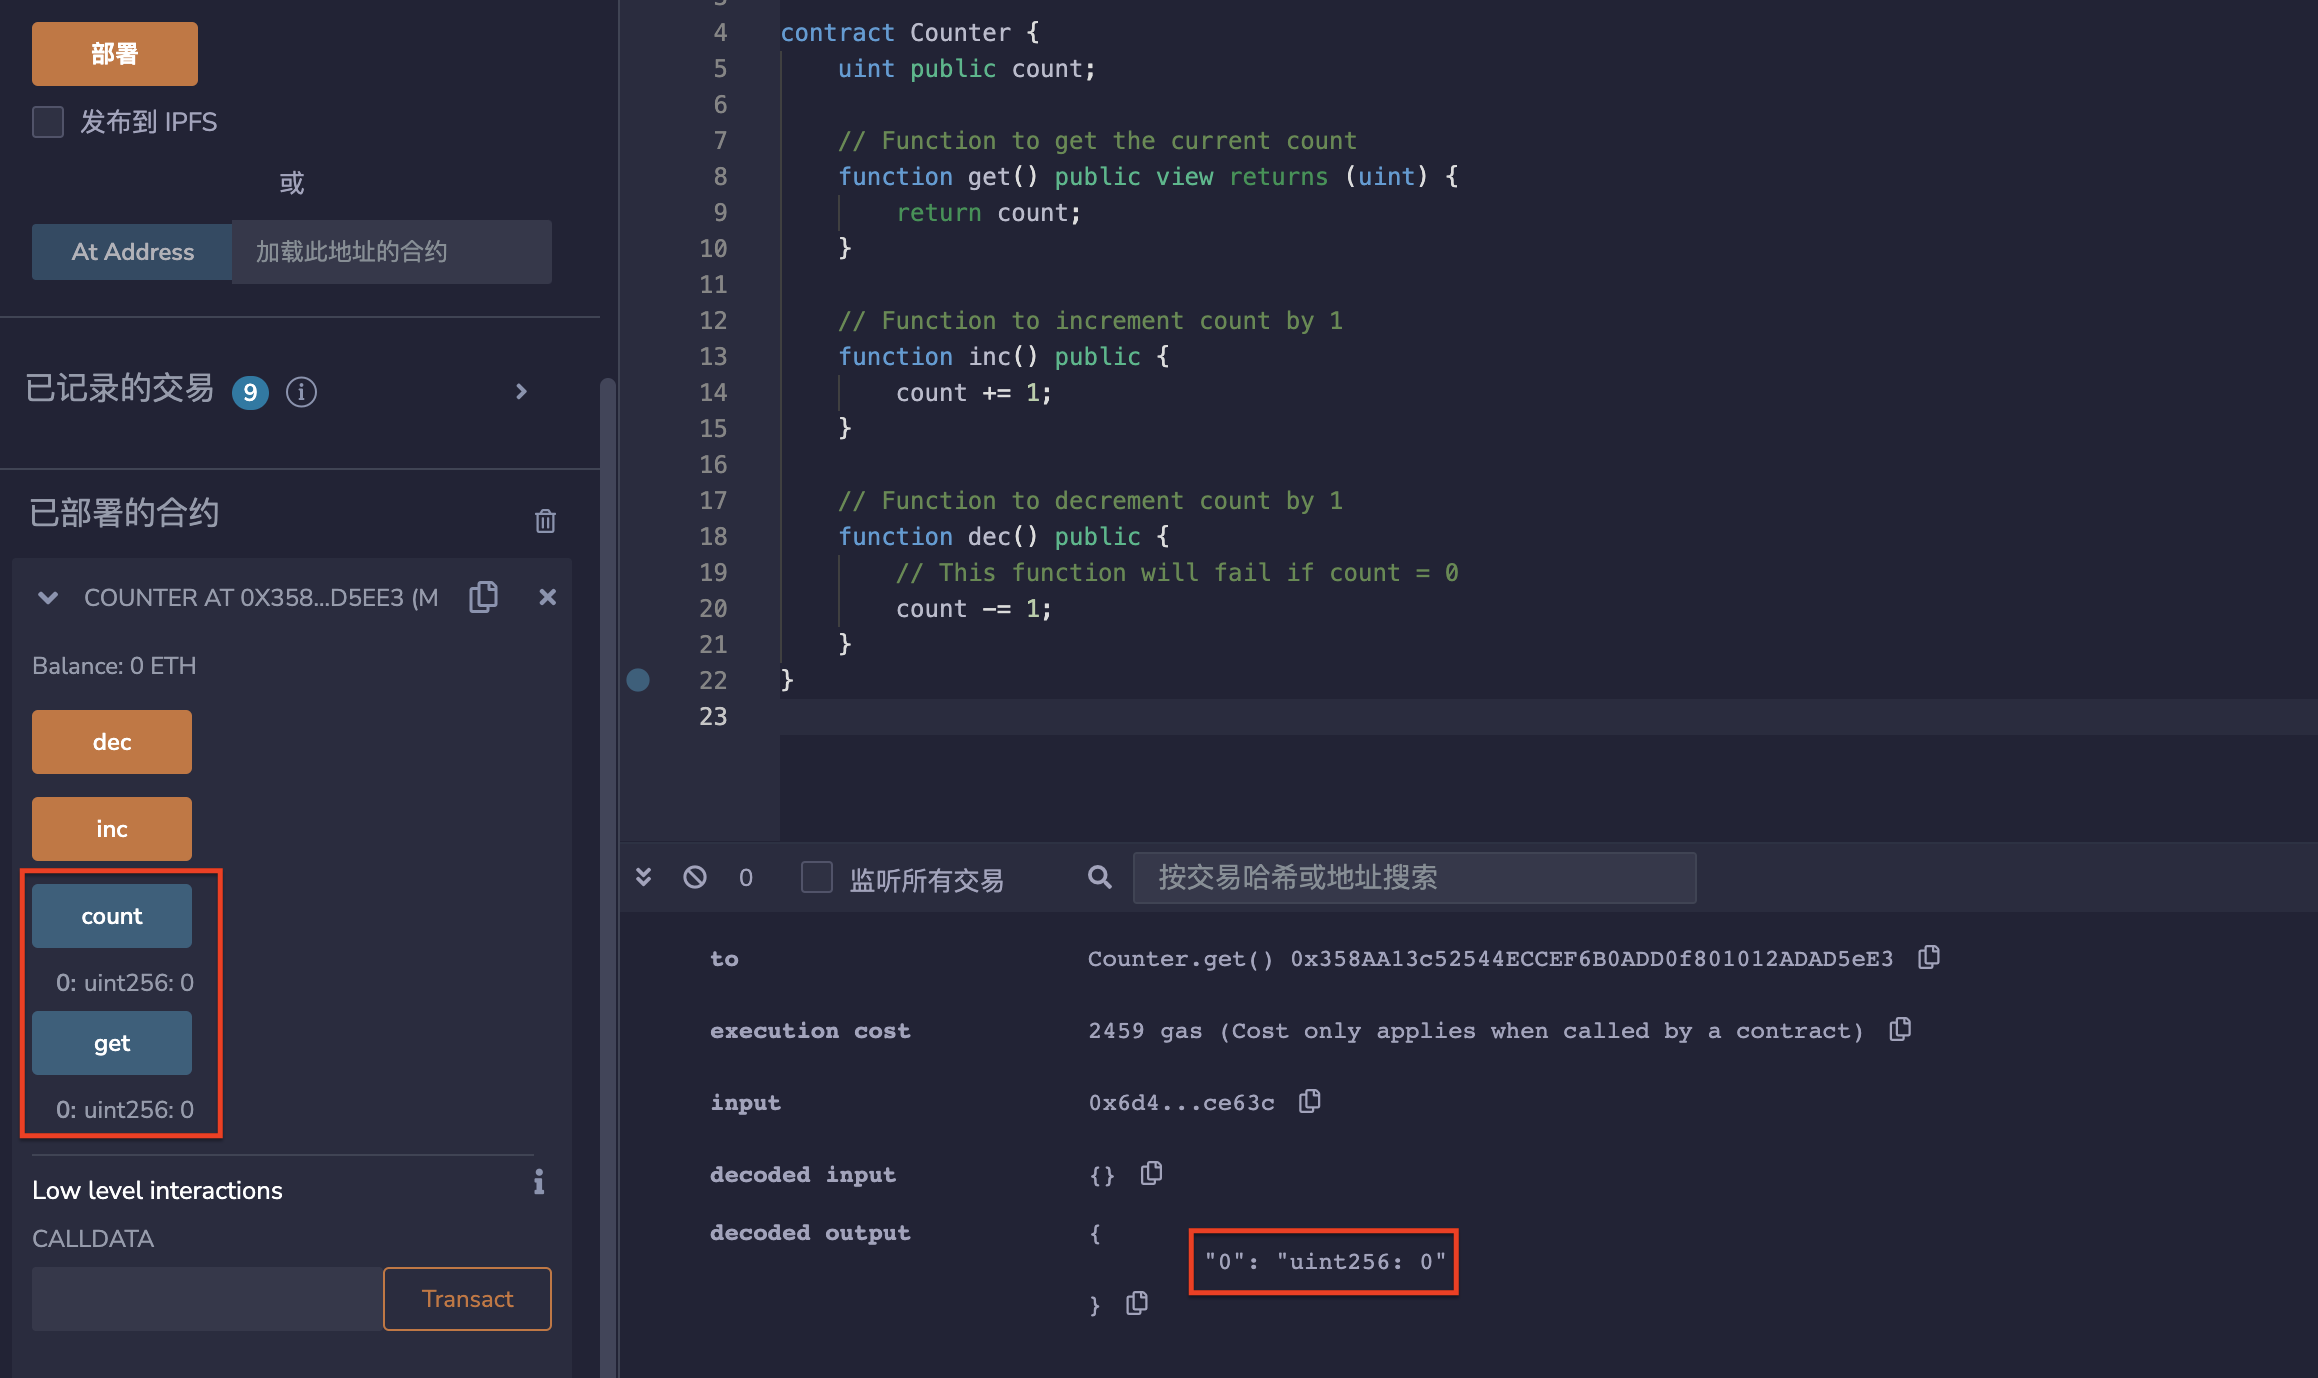 部署
发布到 IPFS
或
At Address
加载此地址的合约
已记录的交易 9
已部署的合约
COUNTER AT 0X358...D5EE3 (M
Balance: 0 ETH
dec
inc
count
0: uint256: 0
get
0: uint256: 0
Low level interactions
CALLDATA
Transact
4 contract Counter {
5 uint public count;
6
7 // Function to get the current count
8 function get() public view returns (uint) {
9 return count;
10 }
11
12 // Function to increment count by 1
13 function inc() public {
14 count += 1;
15 }
16
17 // Function to decrement count by 1
18 function dec() public {
19 // This function will fail if count = 0
20 count -= 1;
21 }
22 }
23
0 监听所有交易 按交易哈希或地址搜索
to Counter.get() 0x358AA13c52544ECCEF6B0ADD0f801012ADAD5eE3
execution cost 2459 gas (Cost only applies when called by a contract)
input 0x6d4...ce63c
decoded input {}
decoded output {
"0": "uint256: 0"
}